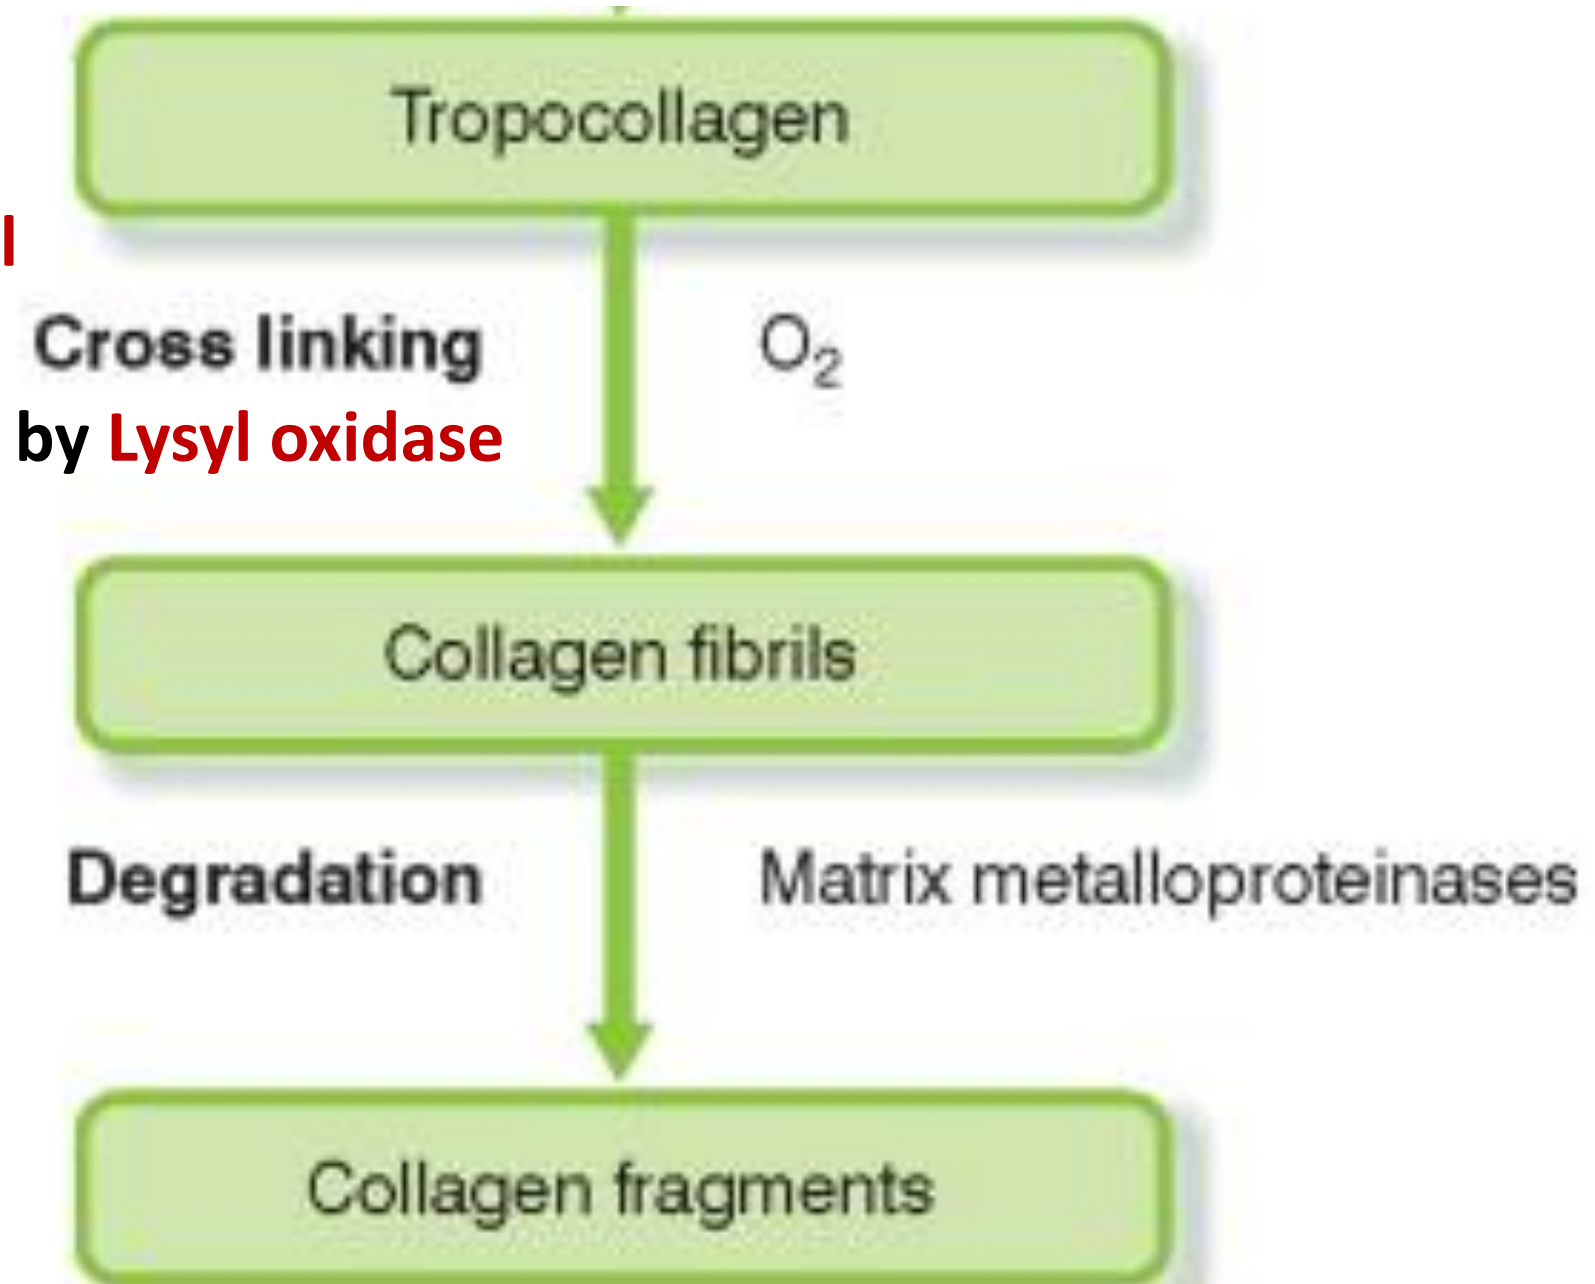 Tropocollagen
l
Cross linking
O₂
by Lysyl oxidase
Collagen fibrils
Degradation
Matrix metalloproteinases
Collagen fragments